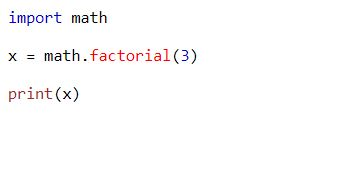 import math
x = math.factorial(3)
print(x)